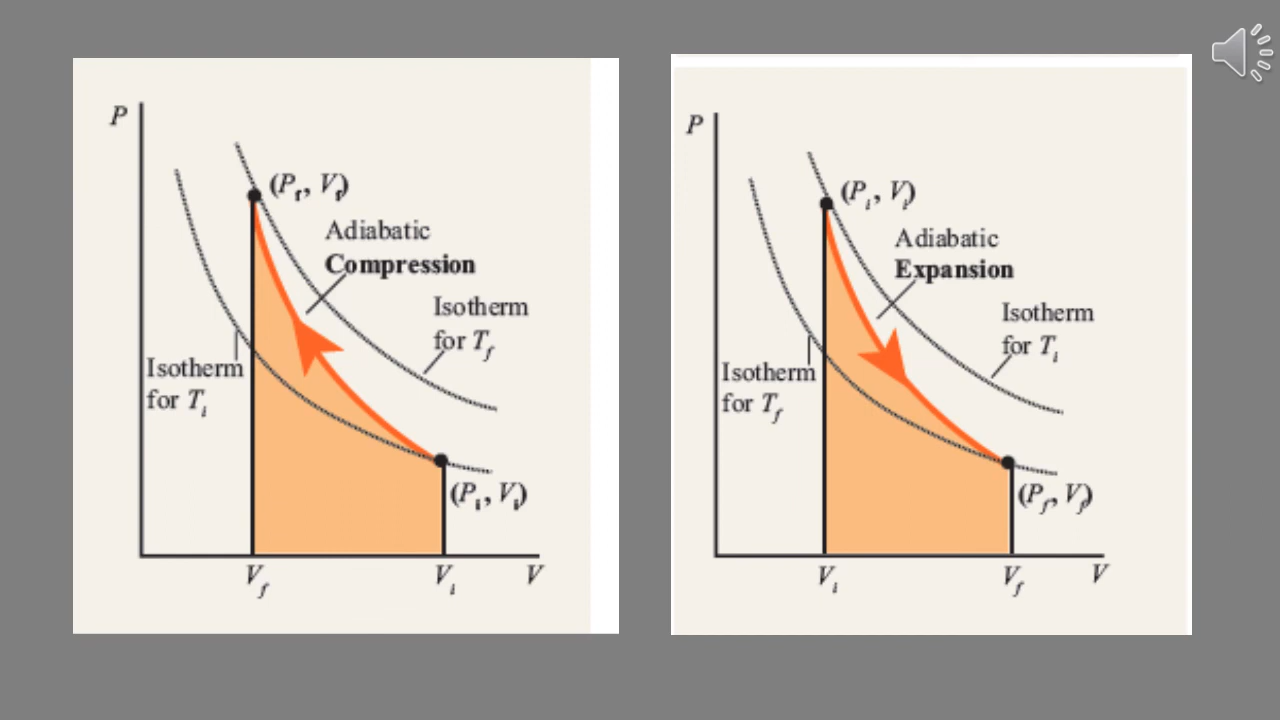 P
(Pf, Vf)
Adiabatic
Compression
Isotherm
for Tf
Isotherm
for Ti
(Pi, Vi)
Vf
Vi
V
P
(Pi, Vi)
Adiabatic
Expansion
Isotherm
for Ti
Isotherm
for Tf
(Pf, Vf)
Vi
Vf
V